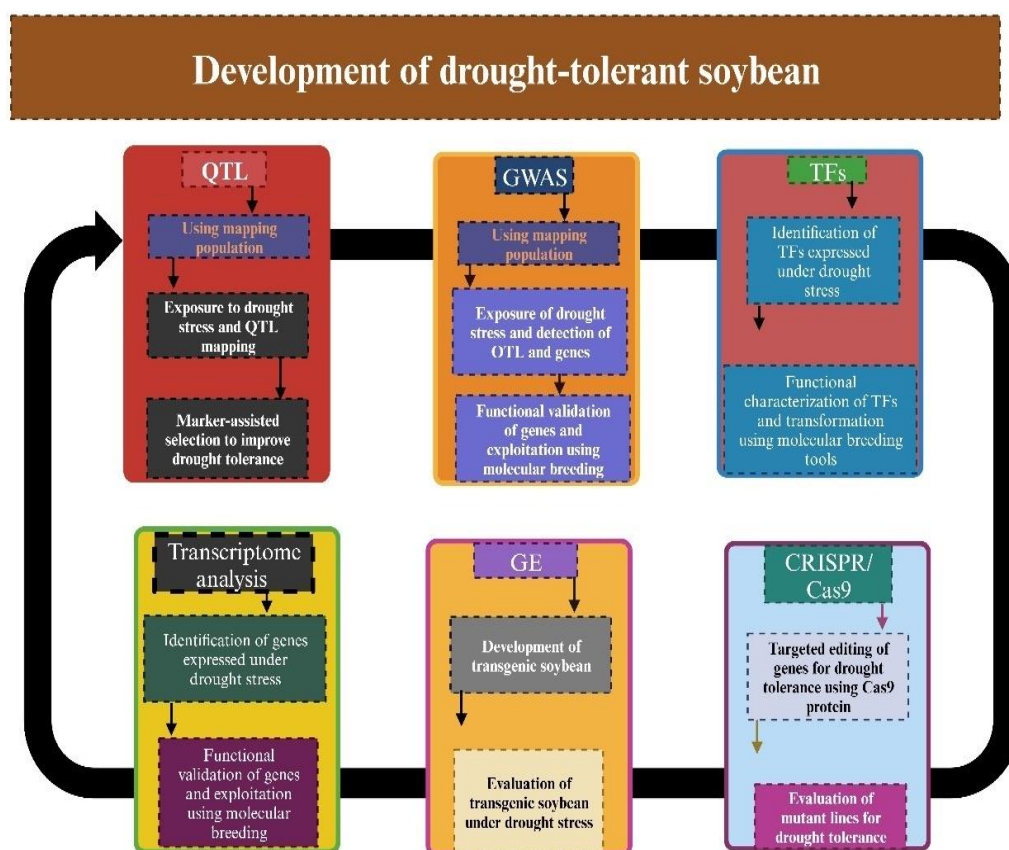 Development of drought-tolerant soybean
QTL
Using mapping
population
Exposure to drought
stress and QTL
mapping
Marker-assisted
selection to improve
drought tolerance
GWAS
Using mapping
population
Exposure of drought
stress and detection of
OTL and genes
Functional validation
of genes and
exploitation using
molecular breeding
TFs
Identification of
TFs expressed
under drought
stress
Functional
characterization of TFs
and transformation
using molecular breeding
tools
Transcriptome
analysis
Identification of genes
expressed under
drought stress
Functional
validation of genes
and exploitation
using molecular
breeding
GE
Development of
transgenic soybean
Evaluation of
transgenic soybean
under drought stress
CRISPR/
Cas9
Targeted editing of
genes for drought
tolerance using Cas9
protein
Evaluation of
mutant lines for
drought tolerance